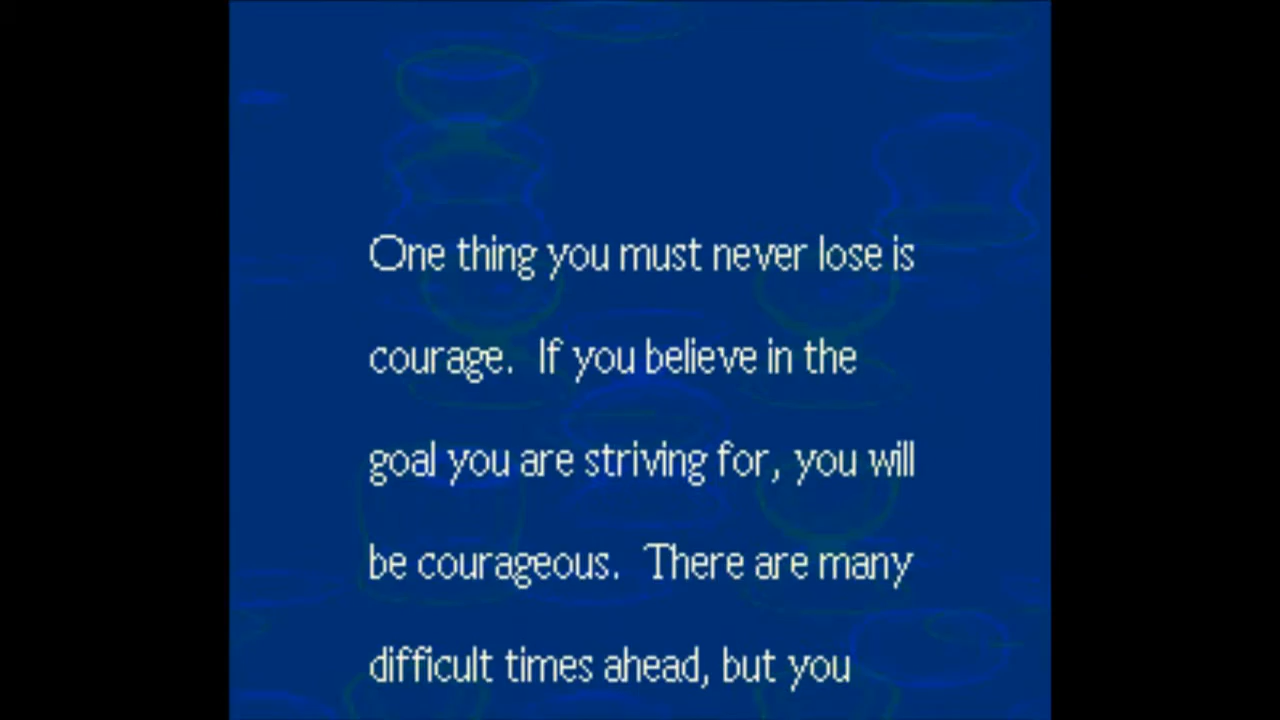 One thing you must never lose is
courage.  If you believe in the
goal you are striving for, you will
be courageous.  There are many
difficult times ahead, but you